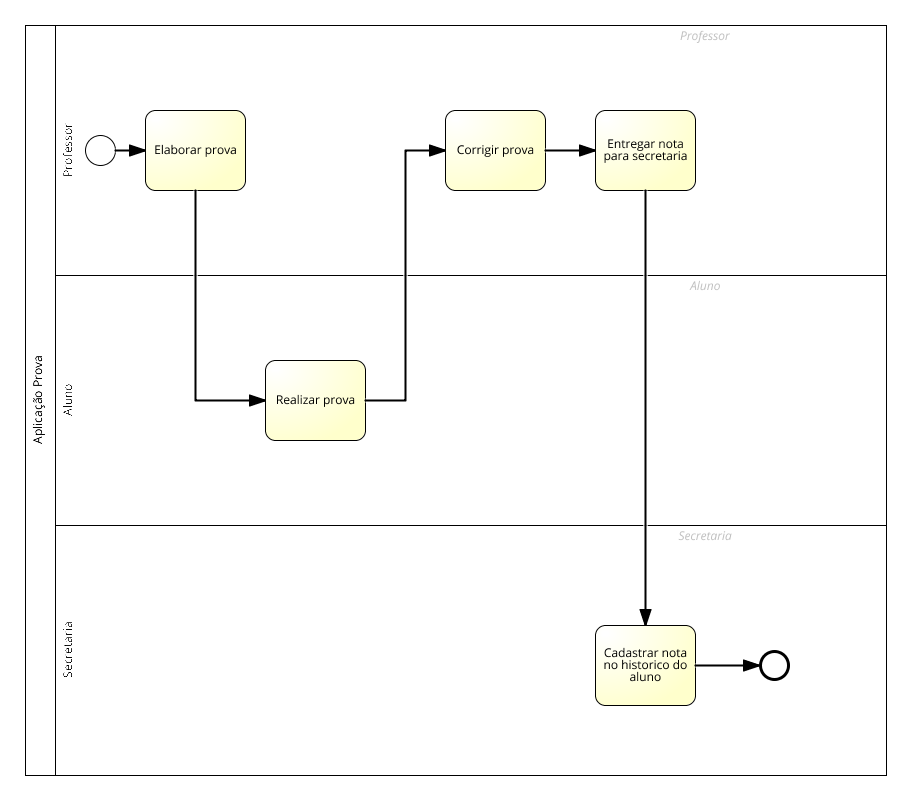 Aplicação Prova
Professor
Professor
Elaborar prova
Corrigir prova
Entregar nota
para secretaria
Aluno
Aluno
Realizar prova
Secretaria
Secretaria
Cadastrar nota
no historico do
aluno